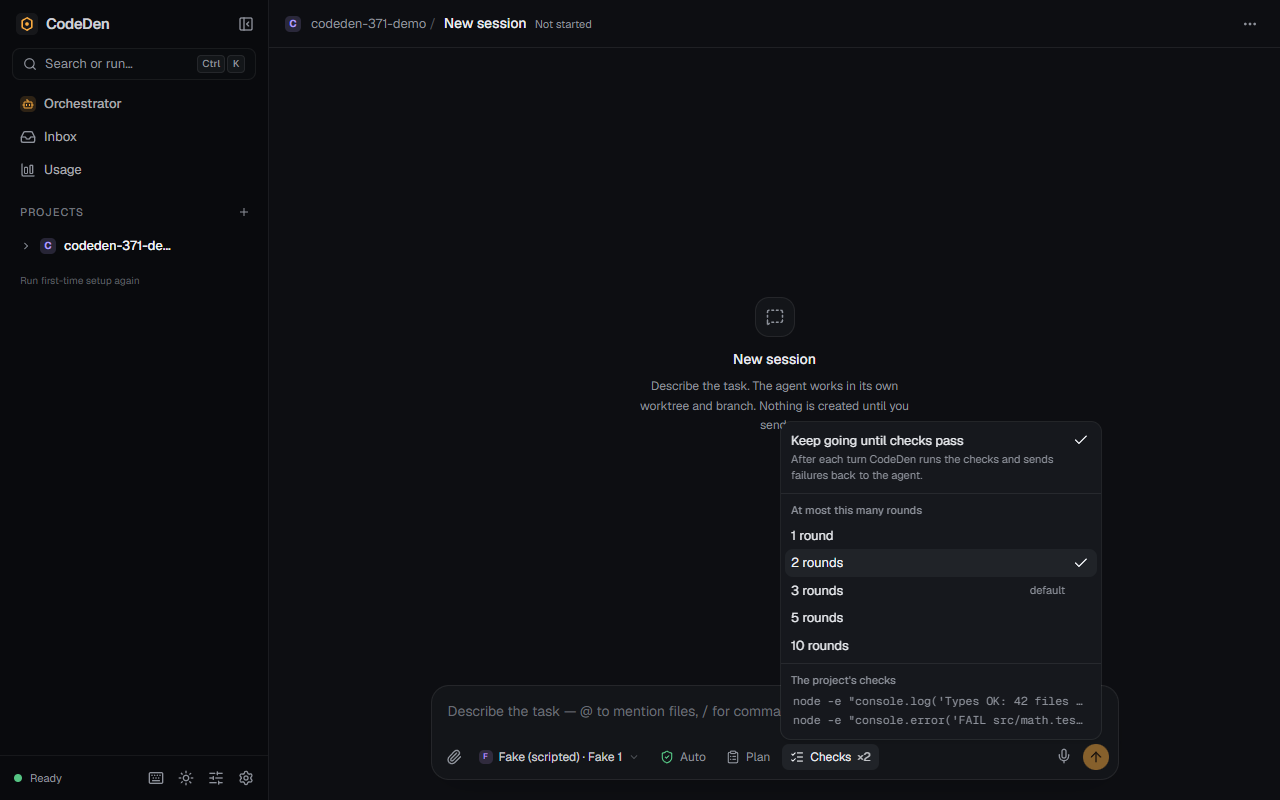 CodeDen
Search or run… Ctrl K
Orchestrator
Inbox
Usage
PROJECTS
C codeden-371-de…
Run first-time setup again
Ready
C codeden-371-demo / New session Not started
New session
Describe the task. The agent works in its own
worktree and branch. Nothing is created until you
send
Keep going until checks pass
After each turn CodeDen runs the checks and sends
failures back to the agent.
At most this many rounds
1 round
2 rounds
3 rounds default
5 rounds
10 rounds
The project's checks
node -e "console.log('Types OK: 42 files …
node -e "console.error('FAIL src/math.tes…
Describe the task — @ to mention files, / for comma
F Fake (scripted) · Fake 1 Auto Plan Checks ×2